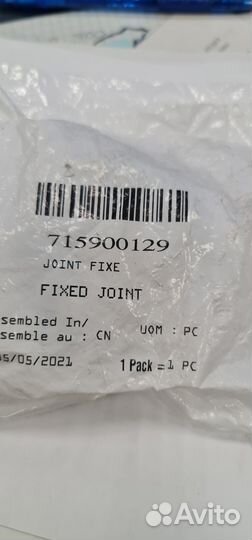 715900129
JOINT FIXE
FIXED JOINT
sembled In/
semble au : CN
UOM : PC
5/05/2021
1 Pack = 1 PC
Avito